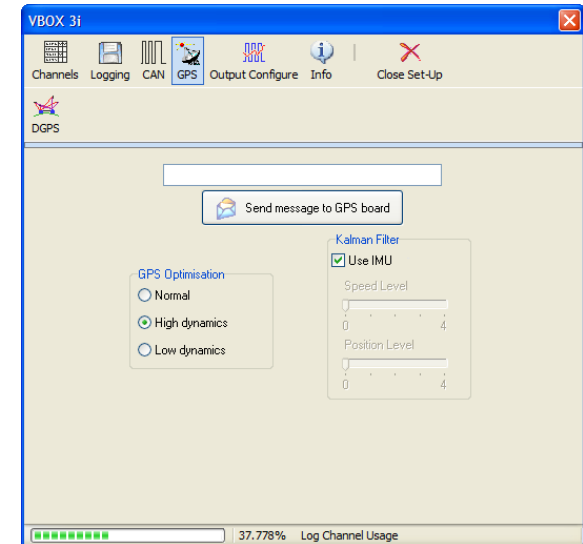 VBOX 3i
Channels Logging CAN GPS Output Configure Info Close Set-Up
DGPS
Send message to GPS board
Kalman Filter
Use IMU
GPS Optimisation
Normal
High dynamics
Low dynamics
Speed Level
0 4
Position Level
0 4
37.778% Log Channel Usage